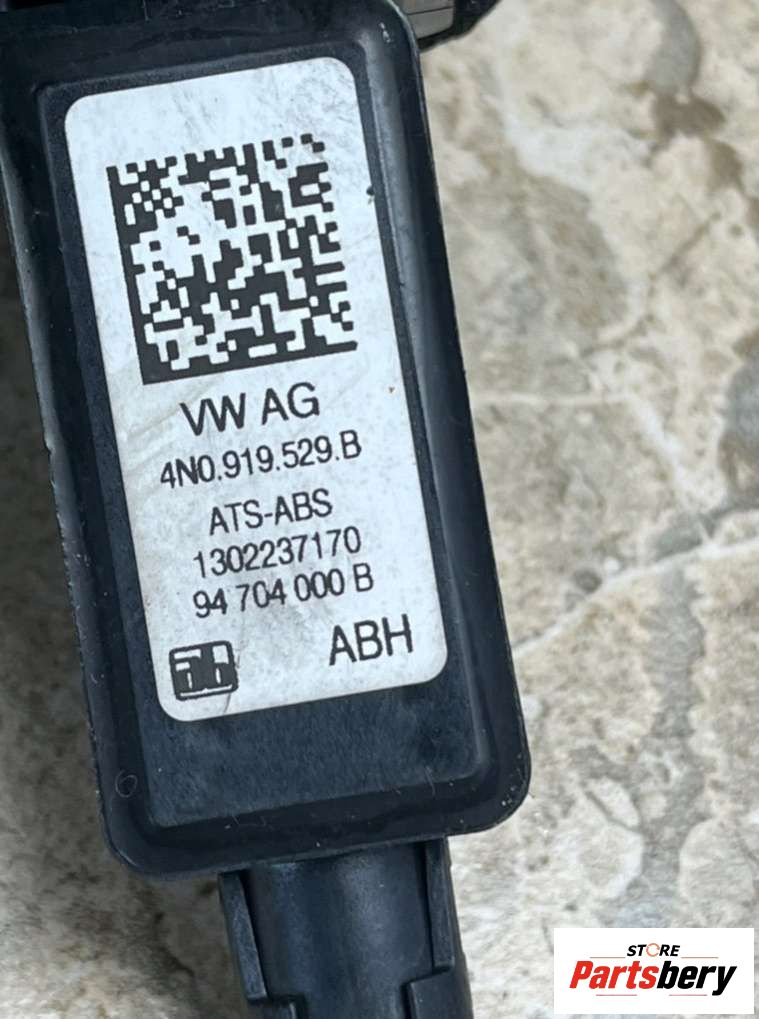 VW AG
4N0.919.529.B
ATS-ABS
1302237170
94 704 000 B
ABH
STORE
Partsbery